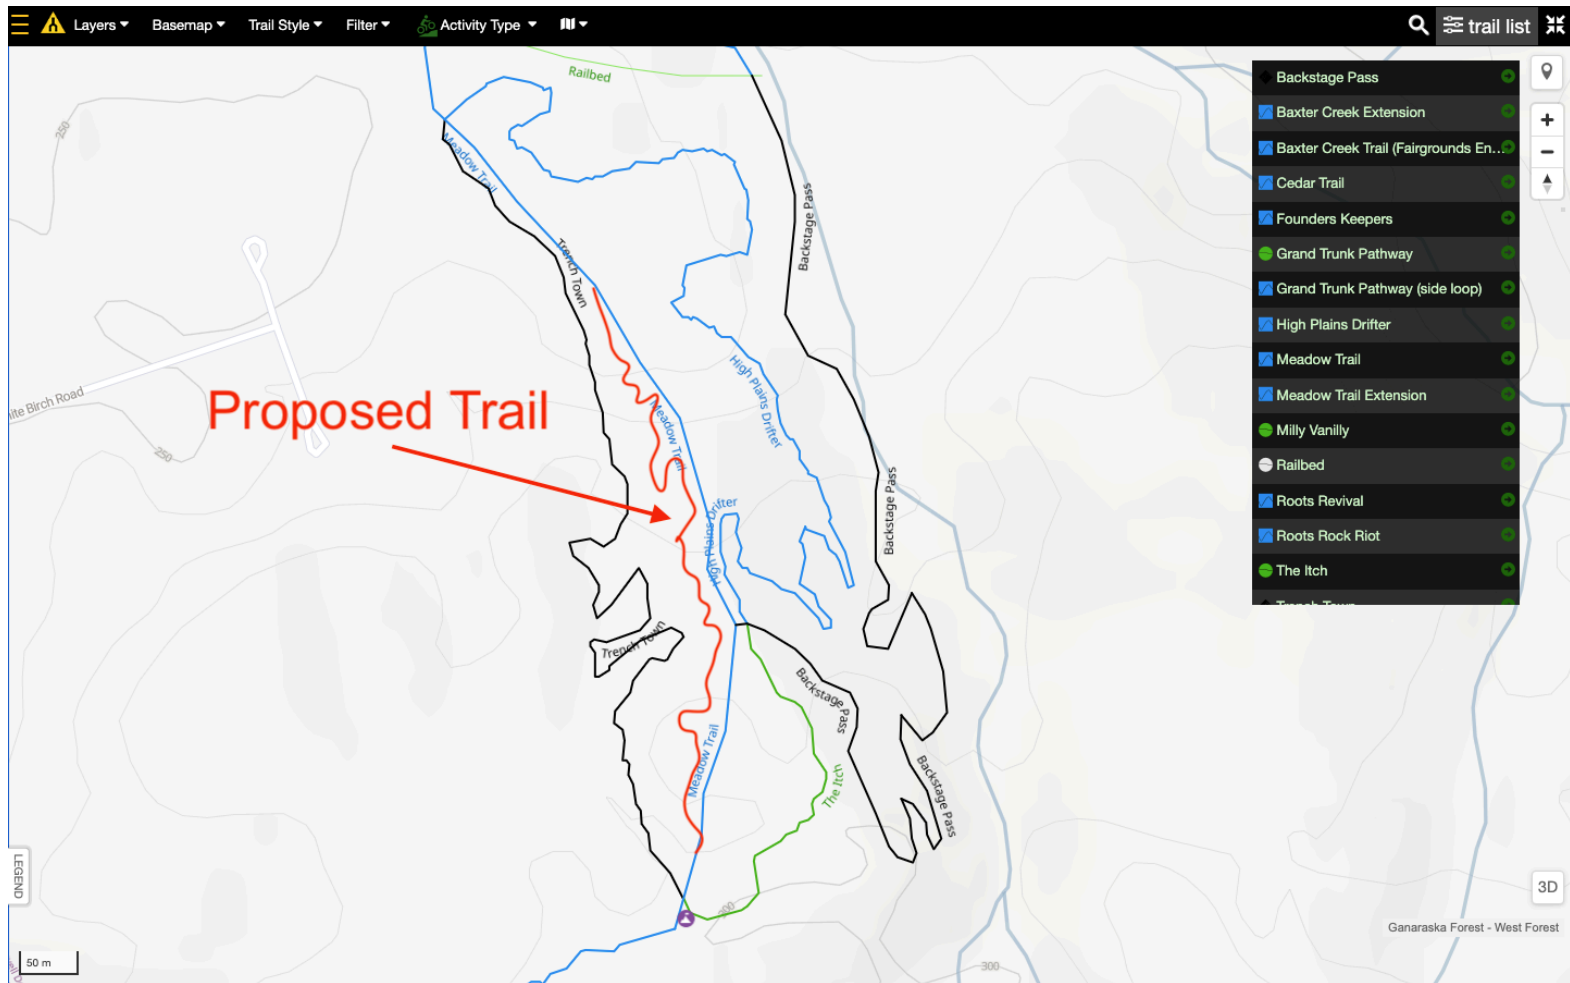 Layers
Basemap
Trail Style
Filter
Activity Type
trail list
Railbed
Backstage Pass
Baxter Creek Extension
Baxter Creek Trail (Fairgrounds En...
Cedar Trail
Founders Keepers
Grand Trunk Pathway
Grand Trunk Pathway (side loop)
High Plains Drifter
Meadow Trail
Meadow Trail Extension
Milly Vanilly
Railbed
Roots Revival
Roots Rock Riot
The Itch
Trench Town
250
Meadow Trail
Backstage Pass
Trench Town
High Plains Drifter
Proposed Trail
ite Birch Road
250
Meadow Trail
Backstage Pass
High Plains Drifter
Trench Town
Backstage Pass
Meadow Trail
The Itch
Backstage Pass
300
LEGEND
3D
Ganaraska Forest - West Forest
50 m
300